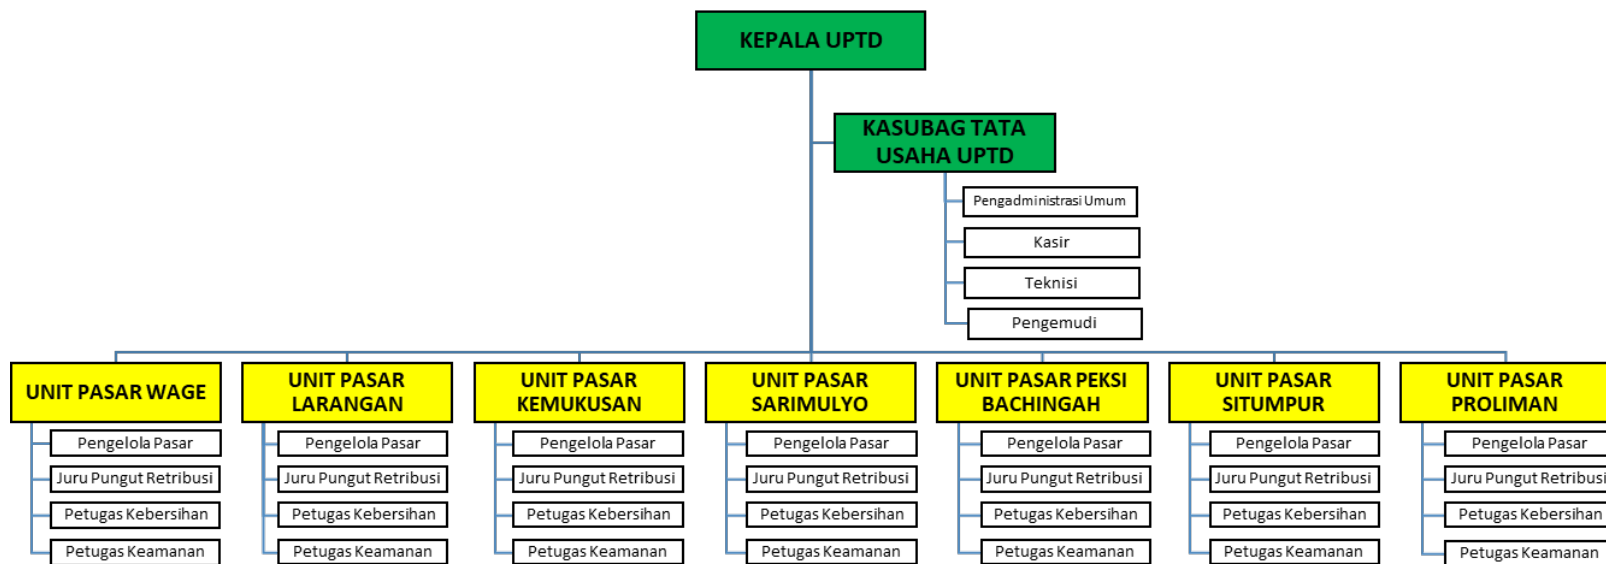 KEPALA UPTD
KASUBAG TATA
USAHA UPTD
Pengadministrasi Umum
Kasir
Teknisi
Pengemudi
UNIT PASAR WAGE
Pengelola Pasar
Juru Pungut Retribusi
Petugas Kebersihan
Petugas Keamanan
UNIT PASAR
LARANGAN
Pengelola Pasar
Juru Pungut Retribusi
Petugas Kebersihan
Petugas Keamanan
UNIT PASAR
KEMUKUSAN
Pengelola Pasar
Juru Pungut Retribusi
Petugas Kebersihan
Petugas Keamanan
UNIT PASAR
SARIMULYO
Pengelola Pasar
Juru Pungut Retribusi
Petugas Kebersihan
Petugas Keamanan
UNIT PASAR PEKSI
BACHINGAH
Pengelola Pasar
Juru Pungut Retribusi
Petugas Kebersihan
Petugas Keamanan
UNIT PASAR
SITUMPUR
Pengelola Pasar
Juru Pungut Retribusi
Petugas Kebersihan
Petugas Keamanan
UNIT PASAR
PROLIMAN
Pengelola Pasar
Juru Pungut Retribusi
Petugas Kebersihan
Petugas Keamanan